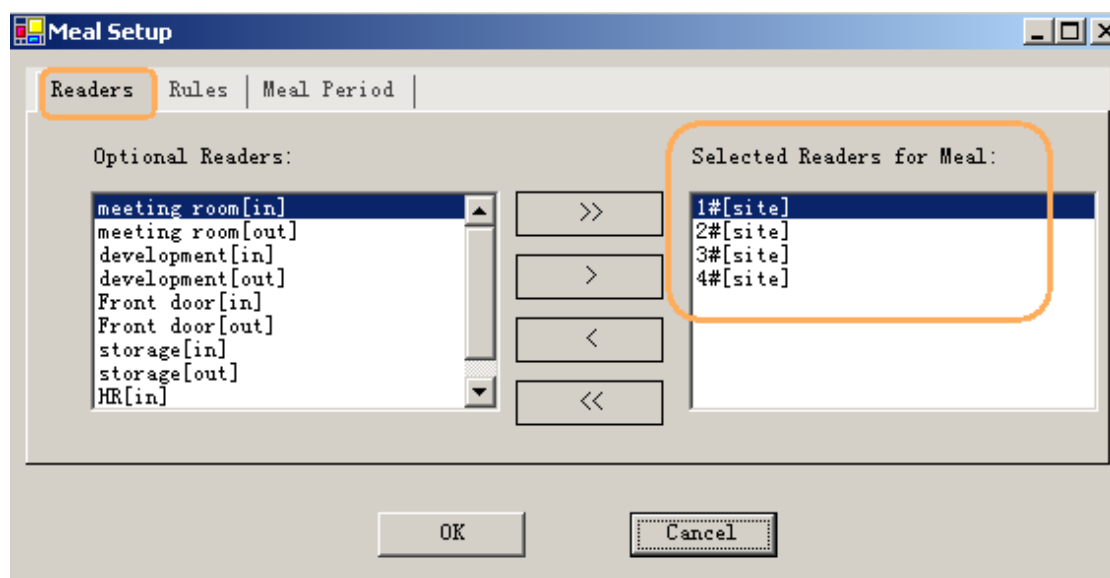 Meal Setup
Readers Rules Meal Period
Optional Readers:
meeting room[in]
meeting room[out]
development[in]
development[out]
Front door[in]
Front door[out]
storage[in]
storage[out]
HR[in]
>>
>
<
<<
Selected Readers for Meal:
1#[site]
2#[site]
3#[site]
4#[site]
OK Cancel